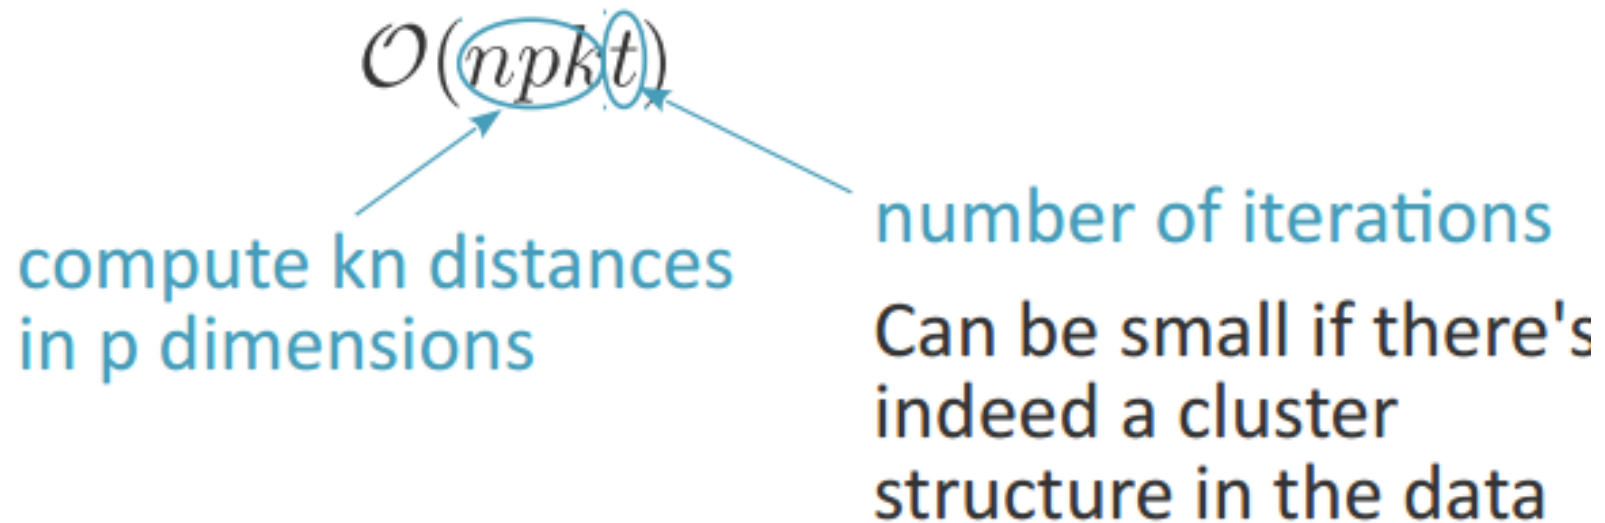 𝒪(npkt)
compute kn distances
in p dimensions
number of iterations
Can be small if there's
indeed a cluster
structure in the data